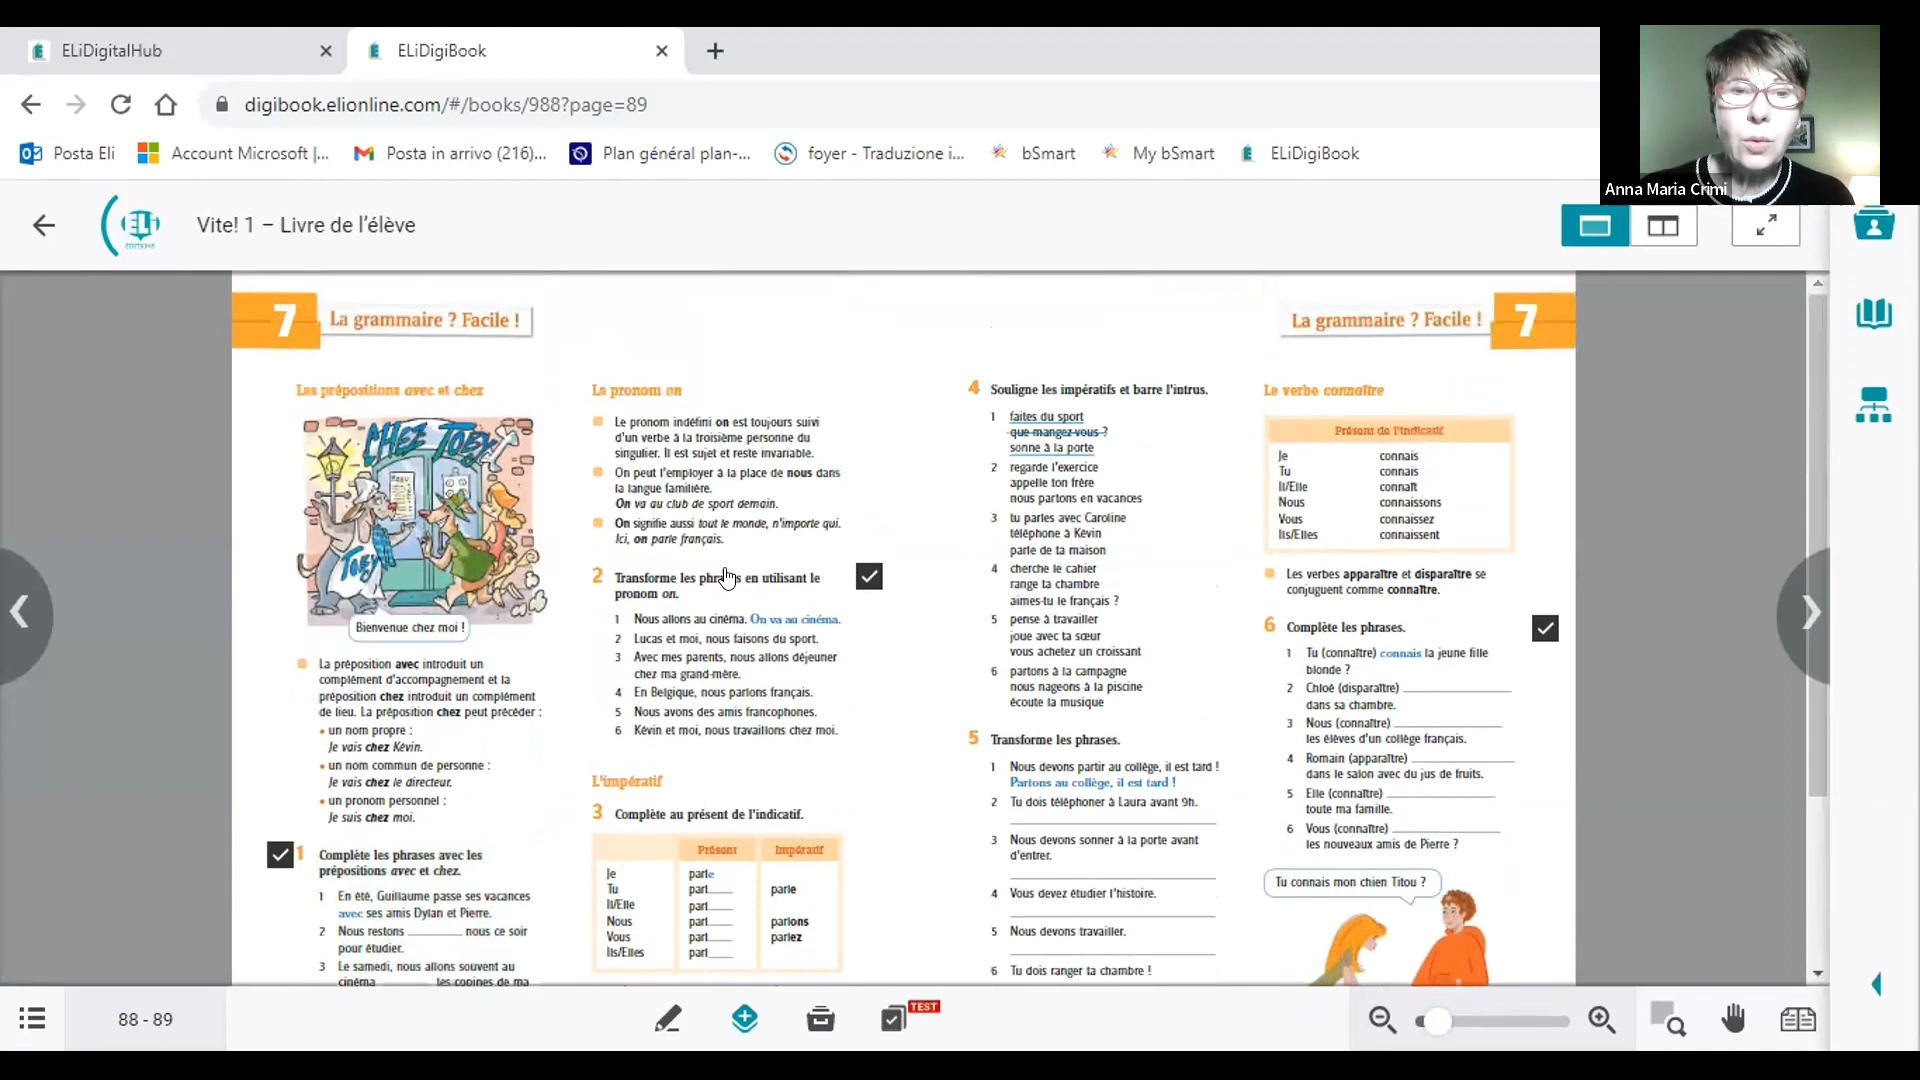 ELiDigitalHub
ELiDigiBook
digibook.elionline.com/#/books/988?page=89
Posta Eli
Account Microsoft |...
Posta in arrivo (216)...
Plan général plan-...
foyer - Traduzione i...
bSmart
My bSmart
ELiDigiBook
Anna Maria Crimi
ELi
Vite! 1 – Livre de l'élève
7
La grammaire ? Facile !
Les prépositions avec et chez
CHEZ TOBY
TOBY
Bienvenue chez moi !
La préposition avec introduit un
complément d'accompagnement et la
préposition chez introduit un complément
de lieu. La préposition chez peut précéder :
• un nom propre :
Je vais chez Kévin.
• un nom commun de personne :
Je vais chez le directeur.
• un pronom personnel :
Je suis chez moi.
1 Complète les phrases avec les
prépositions avec et chez.
1 En été, Guillaume passe ses vacances
avec ses amis Dylan et Pierre.
2 Nous restons ________ nous ce soir
pour étudier.
3 Le samedi, nous allons souvent au
cinéma ________ les copines de ma
Le pronom on
Le pronom indéfini on est toujours suivi
d'un verbe à la troisième personne du
singulier. Il est sujet et reste invariable.
On peut l'employer à la place de nous dans
la langue familière.
On va au club de sport demain.
On signifie aussi tout le monde, n'importe qui.
Ici, on parle français.
2 Transforme les phrases en utilisant le
pronom on.
1 Nous allons au cinéma. On va au cinéma.
2 Lucas et moi, nous faisons du sport.
3 Avec mes parents, nous allons déjeuner
chez ma grand-mère.
4 En Belgique, nous parlons français.
5 Nous avons des amis francophones.
6 Kévin et moi, nous travaillons chez moi.
L'impératif
3 Complète au présent de l'indicatif.
Présent Impératif
Je parle
Tu parl____ parle
Il/Elle parl____
Nous parl____ parlons
Vous parl____ parlez
Ils/Elles parl____
La grammaire ? Facile !
7
4 Souligne les impératifs et barre l'intrus.
1 faites du sport
que mangez-vous ?
sonne à la porte
2 regarde l'exercice
appelle ton frère
nous partons en vacances
3 tu parles avec Caroline
téléphone à Kévin
parle de ta maison
4 cherche le cahier
range ta chambre
aimes-tu le français ?
5 pense à travailler
joue avec ta sœur
vous achetez un croissant
6 partons à la campagne
nous nageons à la piscine
écoute la musique
5 Transforme les phrases.
1 Nous devons partir au collège, il est tard !
Partons au collège, il est tard !
2 Tu dois téléphoner à Laura avant 9h.
3 Nous devons sonner à la porte avant
d'entrer.
4 Vous devez étudier l'histoire.
5 Nous devons travailler.
6 Tu dois ranger ta chambre !
Le verbe connaître
Présent de l'indicatif
Je connais
Tu connais
Il/Elle connaît
Nous connaissons
Vous connaissez
Ils/Elles connaissent
Les verbes apparaître et disparaître se
conjuguent comme connaître.
6 Complète les phrases.
1 Tu (connaître) connais la jeune fille
blonde ?
2 Chloé (disparaître) ________
dans sa chambre.
3 Nous (connaître) ________
les élèves d'un collège français.
4 Romain (apparaître) ________
dans le salon avec du jus de fruits.
5 Elle (connaître) ________
toute ma famille.
6 Vous (connaître) ________
les nouveaux amis de Pierre ?
Tu connais mon chien Titou ?
88 - 89
TEST